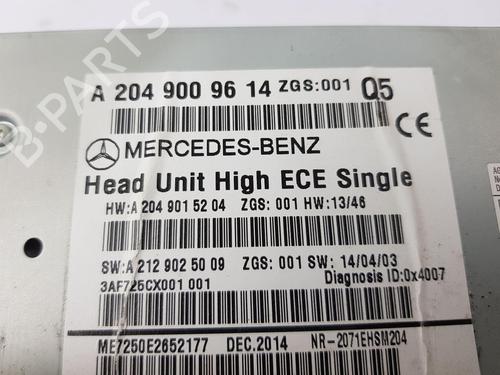 A 204 900 96 14 ZGS:001 Q5
MERCEDES-BENZ
Head Unit High ECE Single
HW:A 204 901 52 04 ZGS: 001 HW: 13/46
SW:A 212 902 50 09 ZGS: 001 SW: 14/04/03
3AF725CX001 001 Diagnosis ID:0x4007
ME7250E2652177 DEC.2014 NR-2071EHSM204
B-PARTS